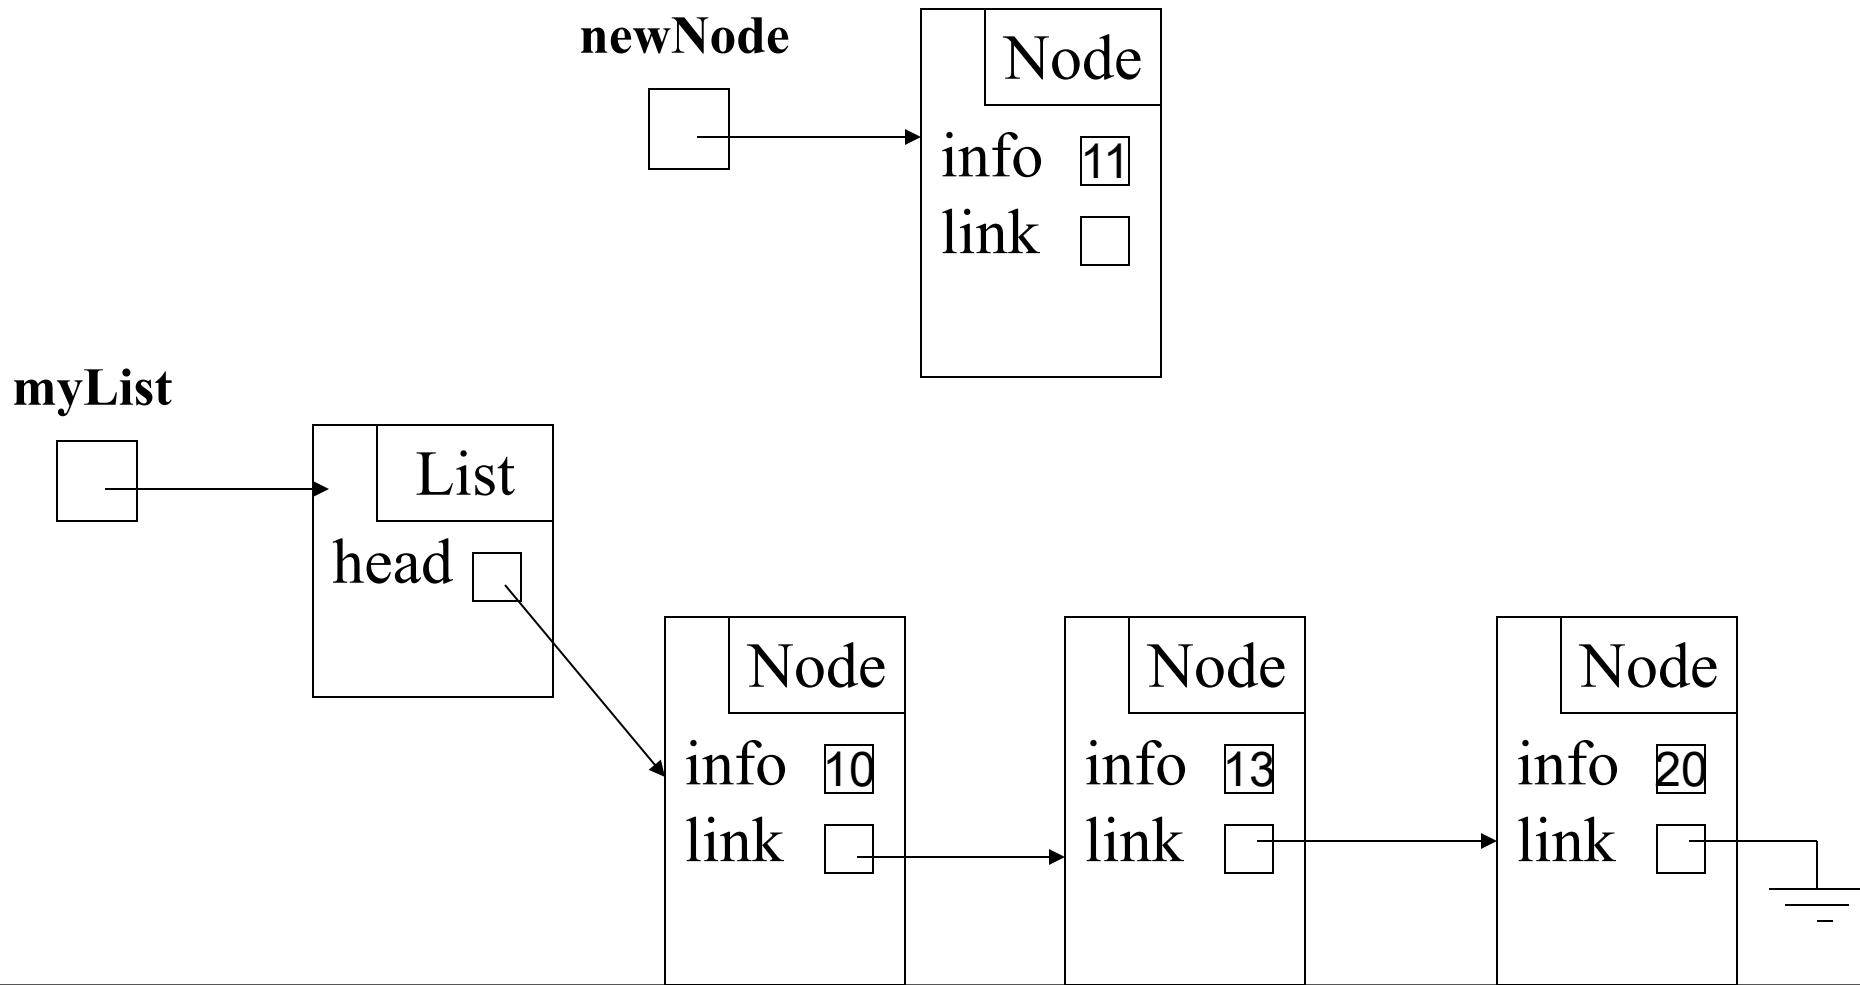 newNode
Node
info 11
link
myList
List
head
Node
info 10
link
Node
info 13
link
Node
info 20
link